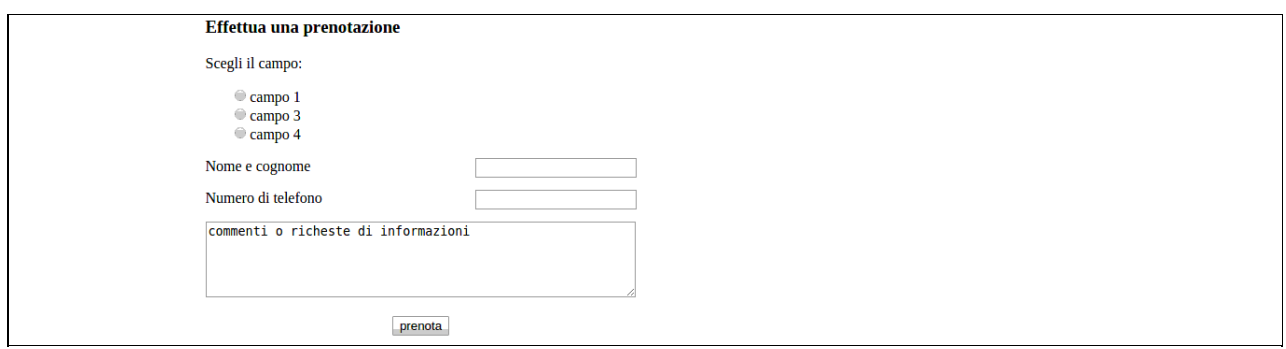 Effettua una prenotazione
Scegli il campo:
campo 1
campo 3
campo 4
Nome e cognome
Numero di telefono
commenti o richeste di informazioni
prenota